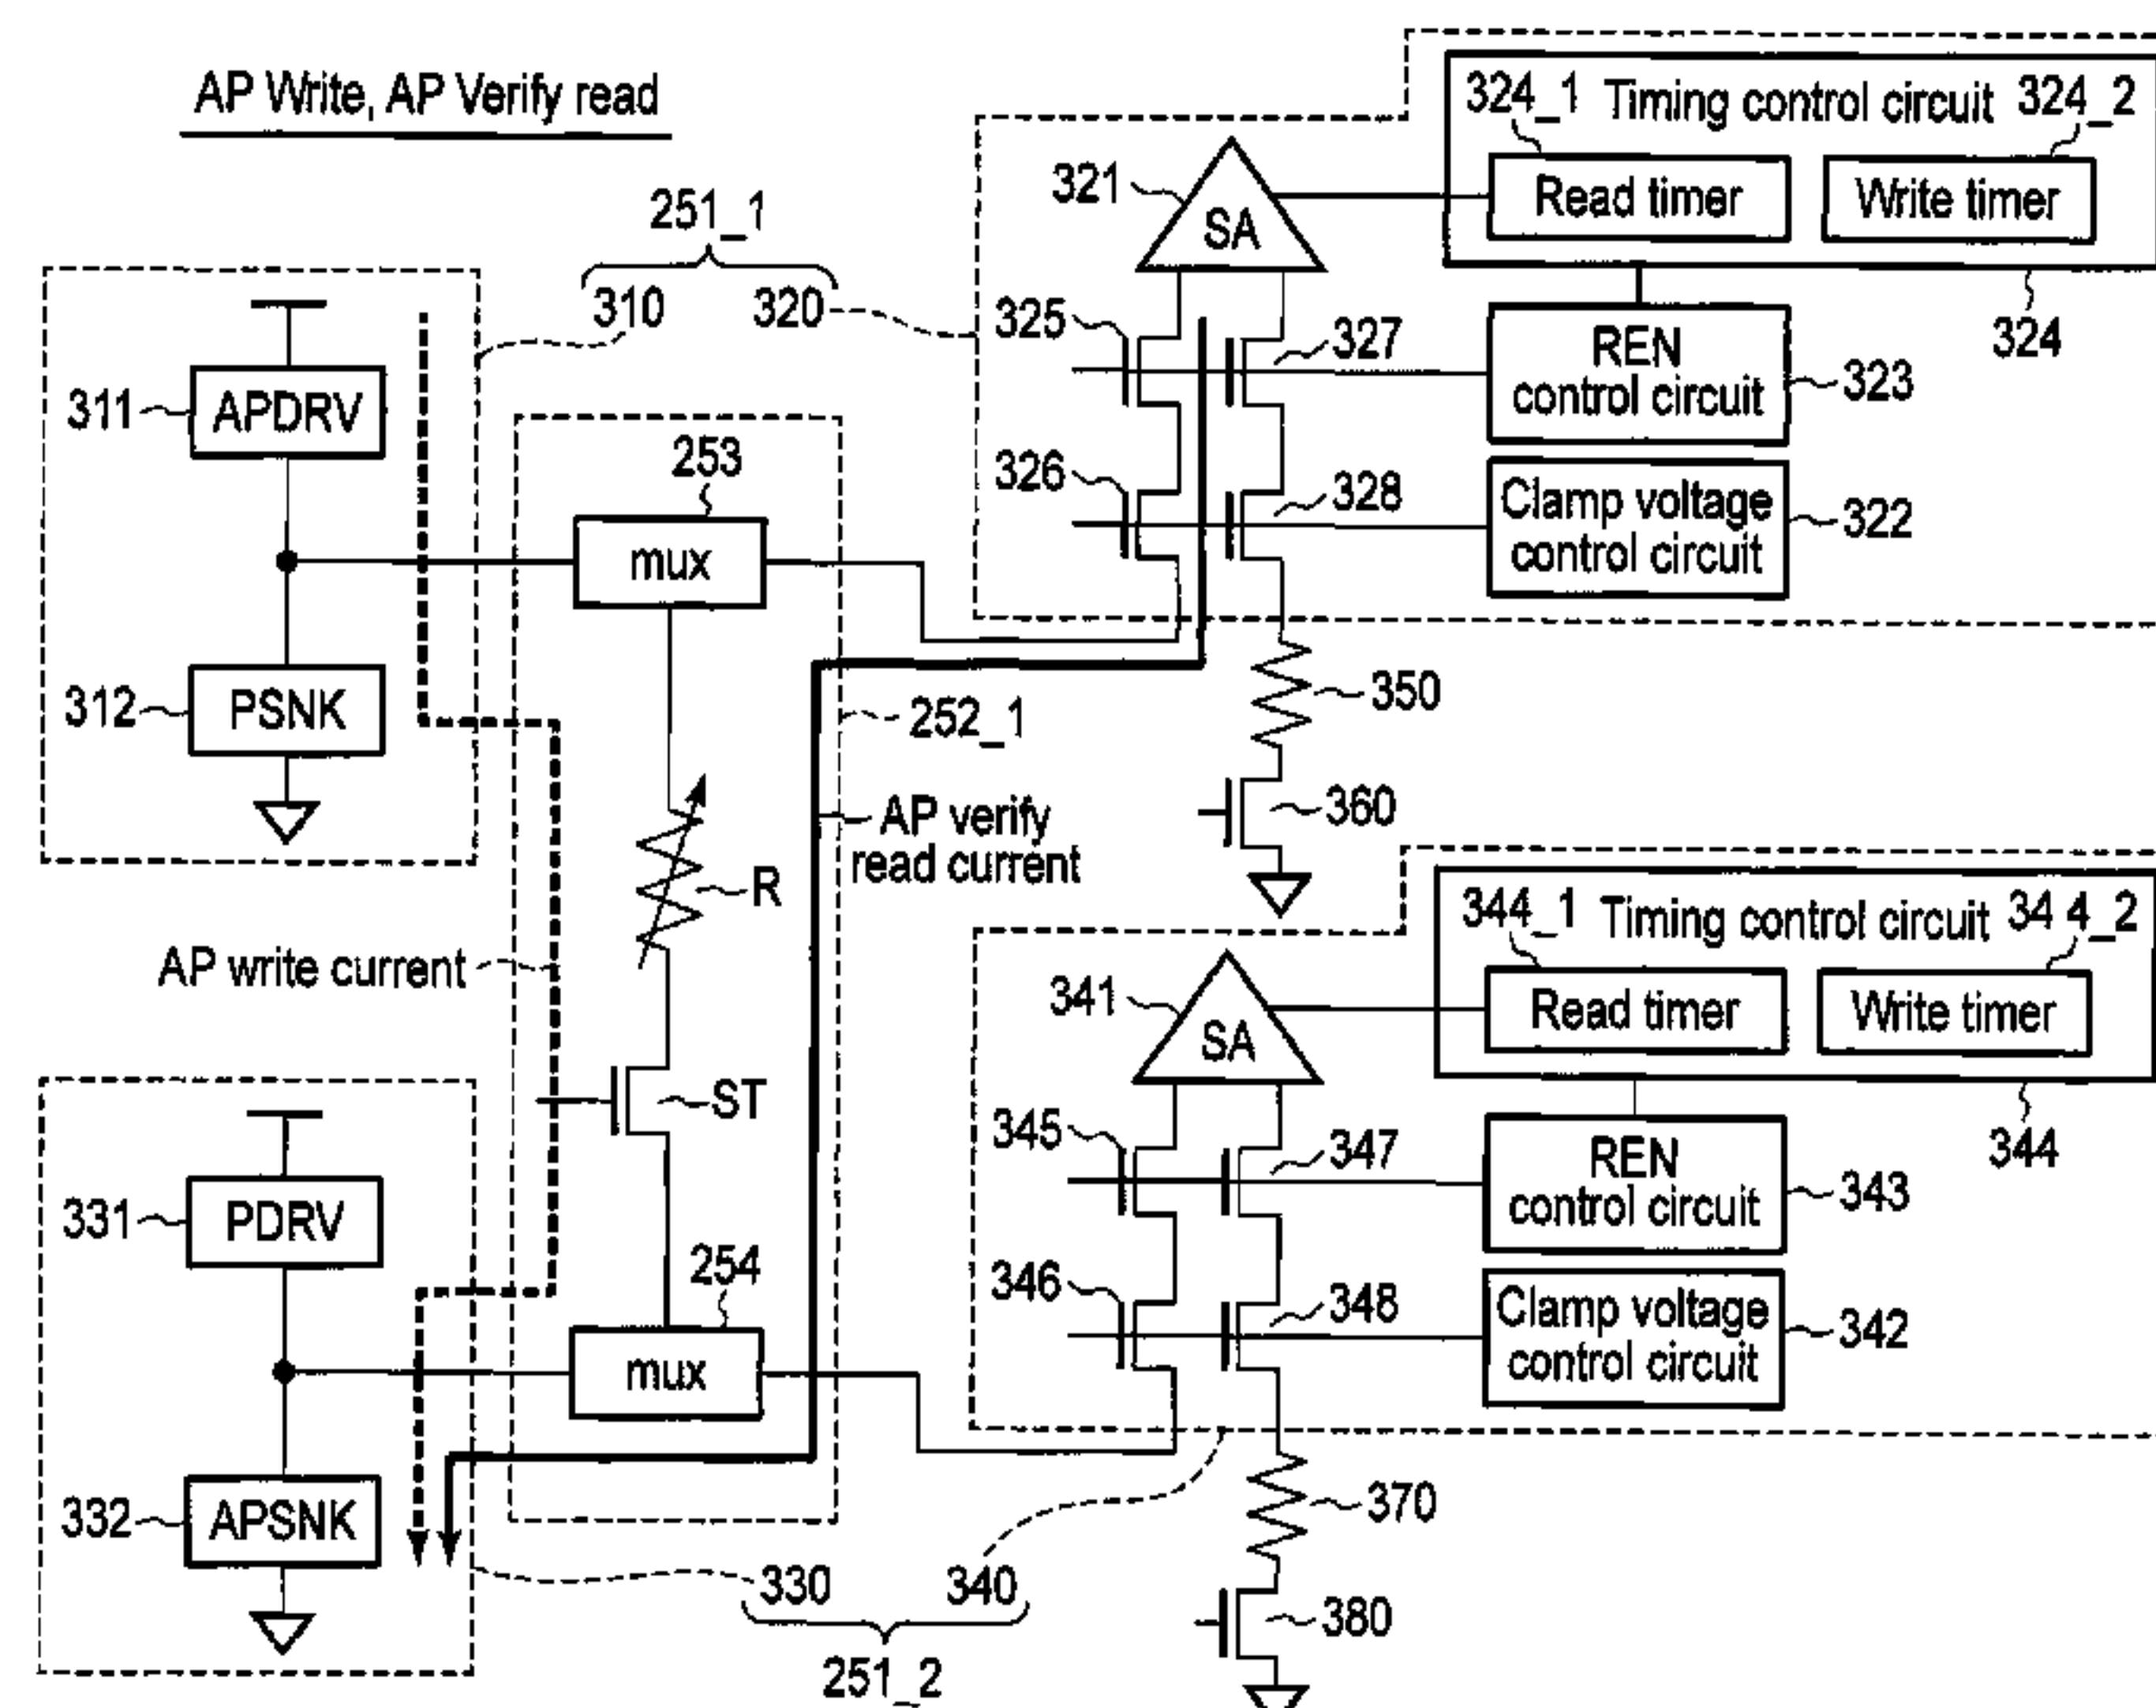 AP Write, AP Verify read
324_1 Timing control circuit 324_2
321
SA
Read timer
Write timer
251_1
310
320
325
327
REN
control circuit
323
324
311
APDRV
253
326
328
Clamp voltage
control circuit
322
mux
312
PSNK
252_1
350
AP verify
read current
360
R
344_1 Timing control circuit 34 4_2
AP write current
341
SA
Read timer
Write timer
ST
345
347
REN
control circuit
343
344
331
PDRV
254
346
348
Clamp voltage
control circuit
342
mux
332
APSNK
370
330
340
380
251_2